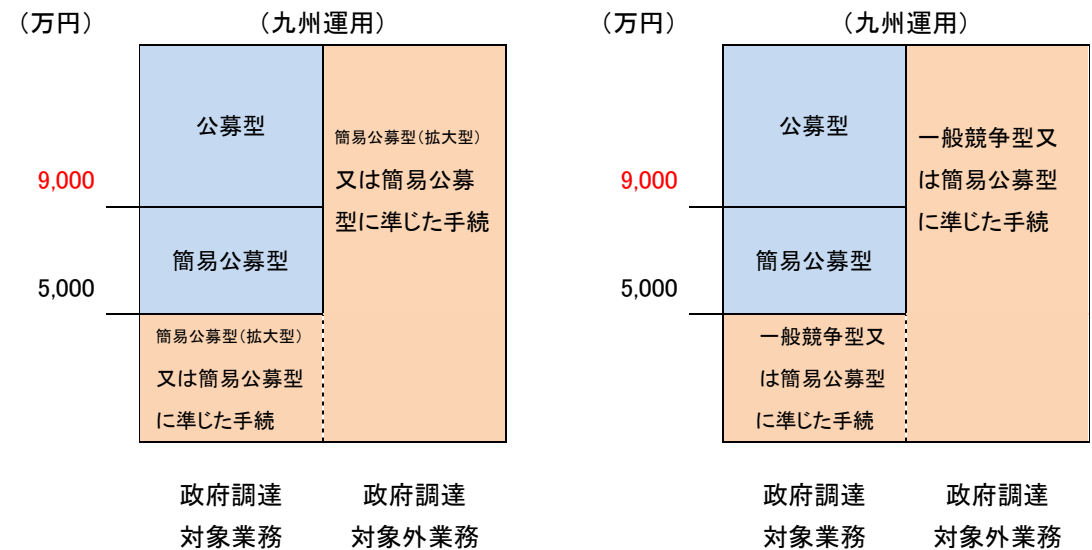 （万円）
（九州運用）
公募型
簡易公募型（拡大型）
又は簡易公募
型に準じた手続
9,000
簡易公募型
5,000
簡易公募型（拡大型）
又は簡易公募型
に準じた手続
政府調達
対象業務
政府調達
対象外業務
（万円）
（九州運用）
公募型
一般競争型又
は簡易公募型
に準じた手続
9,000
簡易公募型
5,000
一般競争型又
は簡易公募型
に準じた手続
政府調達
対象業務
政府調達
対象外業務